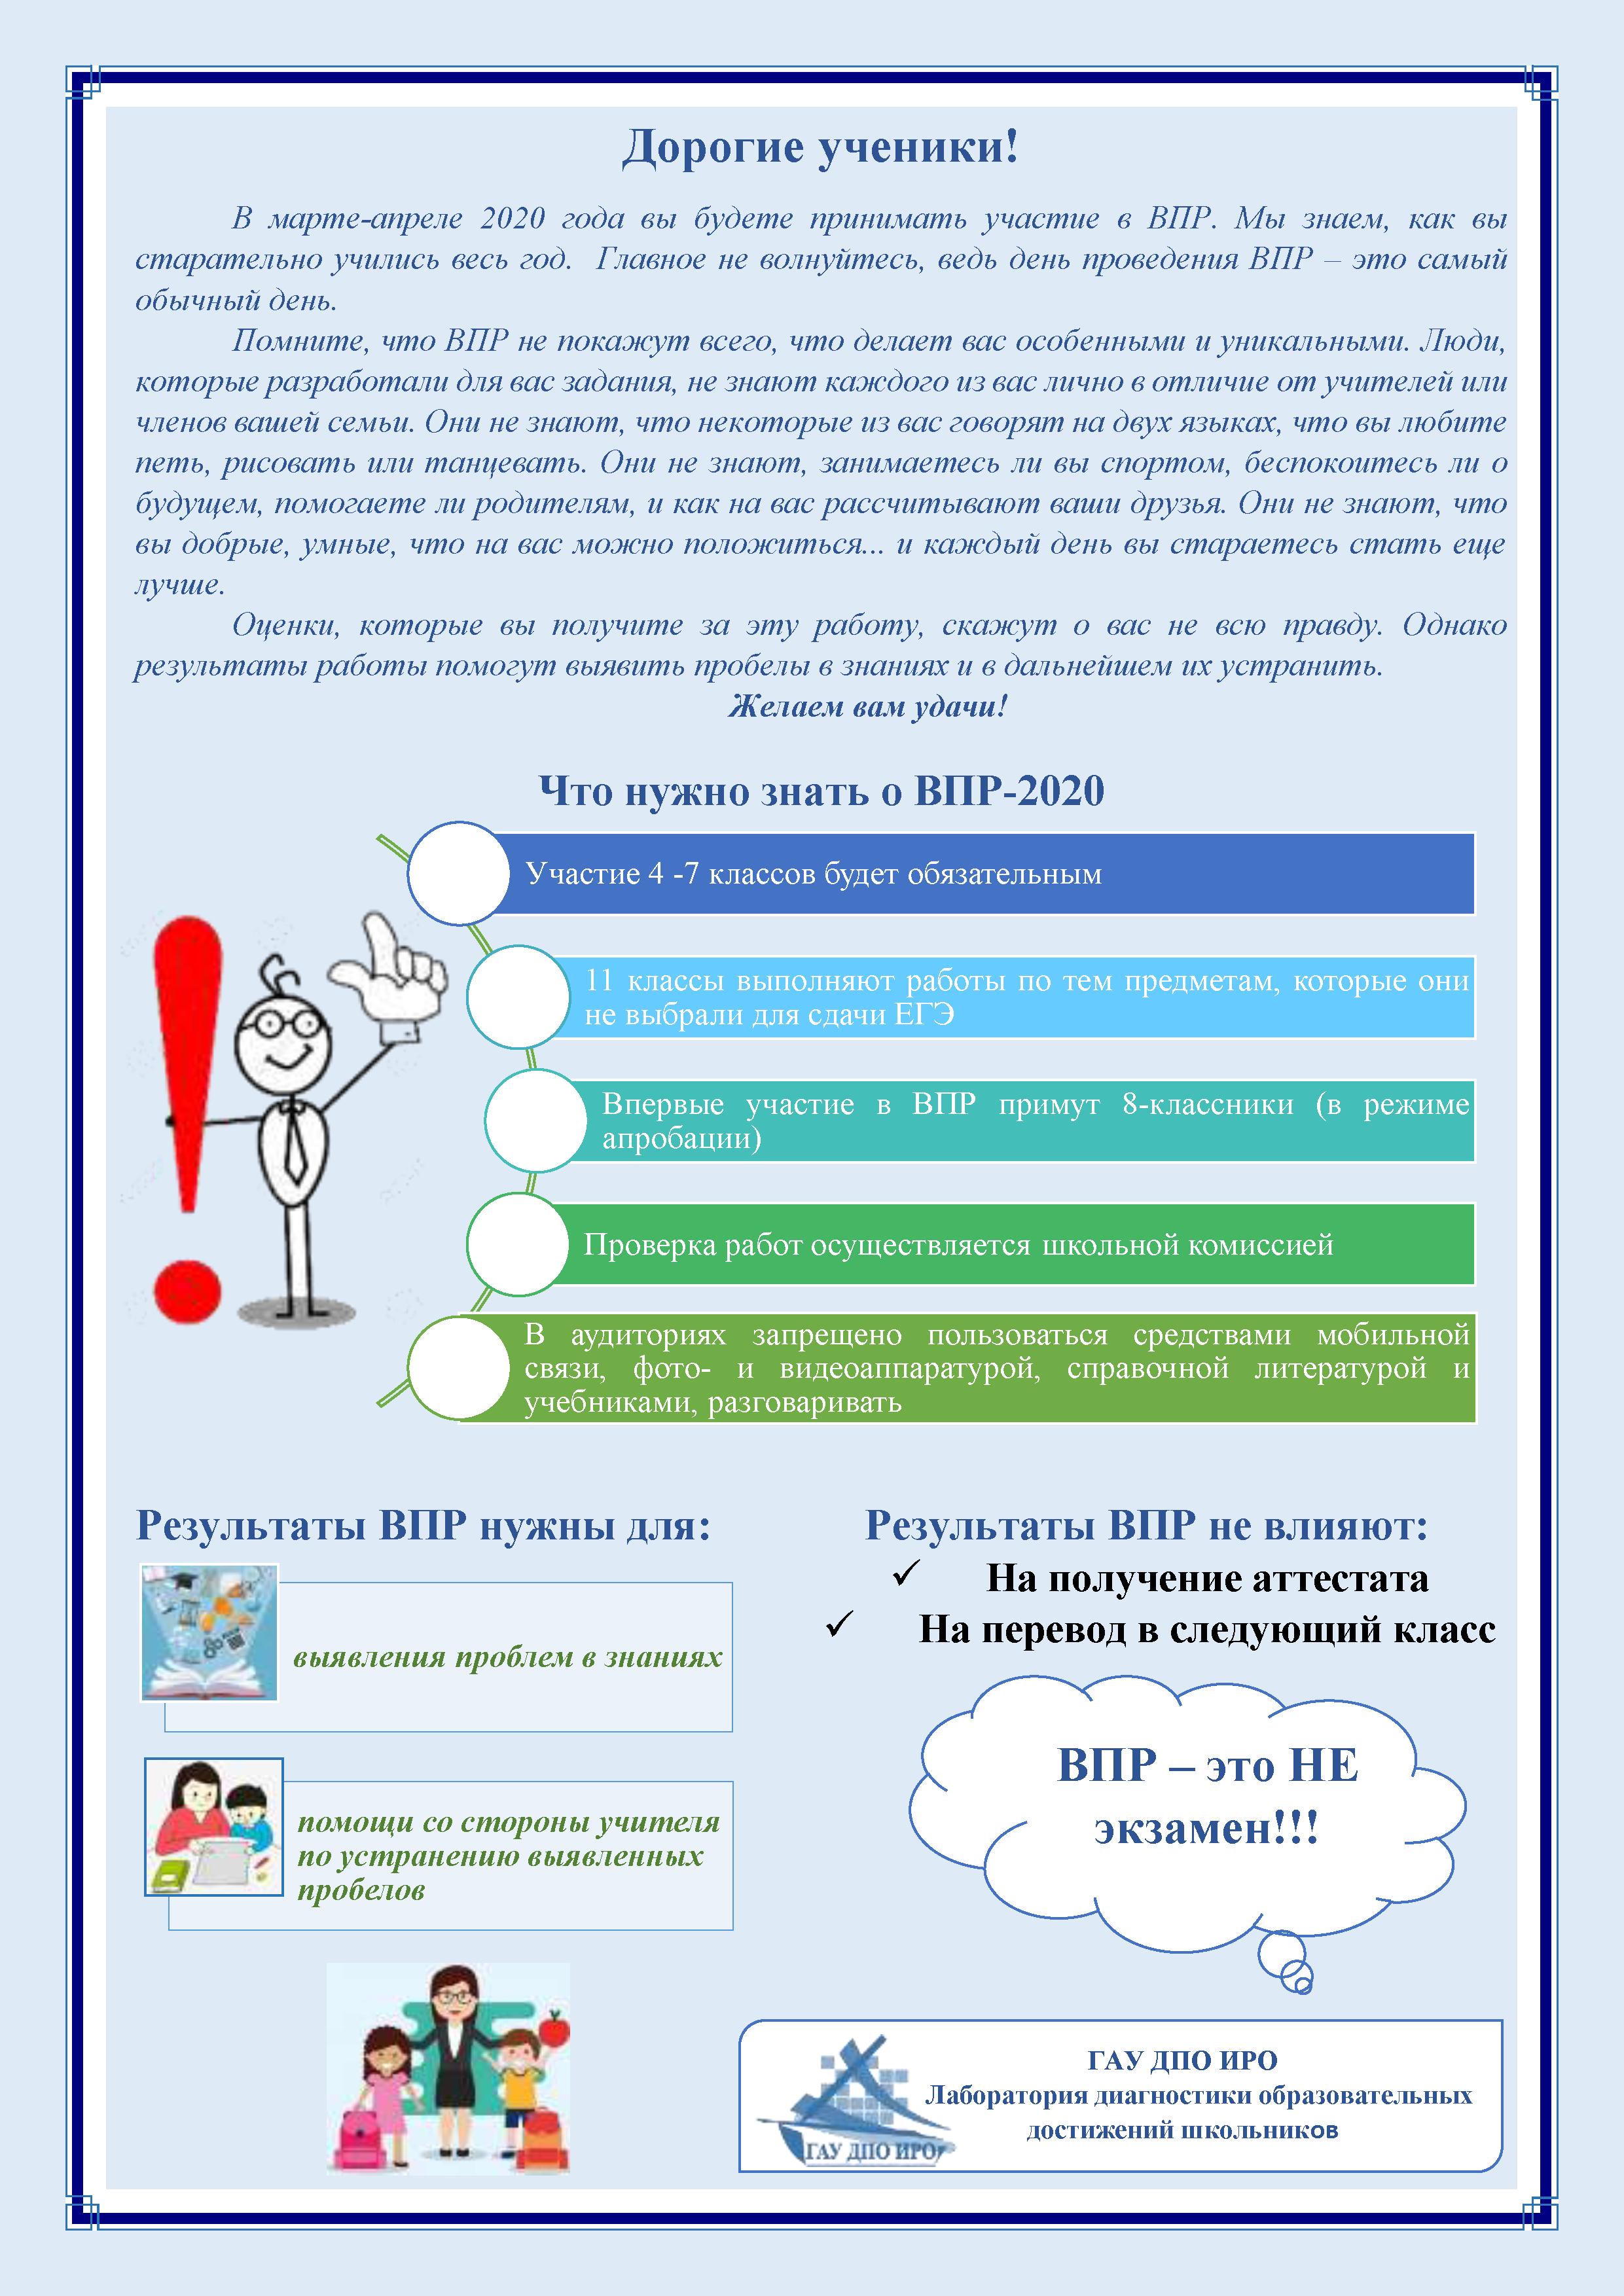 Дорогие ученики!
В марте-апреле 2020 года вы будете принимать участие в ВПР. Мы знаем, как вы
старательно учились весь год. Главное не волнуйтесь, ведь день проведения ВПР – это самый
обычный день.
Помните, что ВПР не покажут всего, что делает вас особенными и уникальными. Люди,
которые разработали для вас задания, не знают каждого из вас лично в отличие от учителей или
членов вашей семьи. Они не знают, что некоторые из вас говорят на двух языках, что вы любите
петь, рисовать или танцевать. Они не знают, занимаетесь ли вы спортом, беспокоитесь ли о
будущем, помогаете ли родителям, и как на вас рассчитывают ваши друзья. Они не знают, что
вы добрые, умные, что на вас можно положиться... и каждый день вы стараетесь стать еще
лучше.
Оценки, которые вы получите за эту работу, скажут о вас не всю правду. Однако
результаты работы помогут выявить пробелы в знаниях и в дальнейшем их устранить.
Желаем вам удачи!
Что нужно знать о ВПР-2020
Участие 4 -7 классов будет обязательным
11 классы выполняют работы по тем предметам, которые они
не выбрали для сдачи ЕГЭ
Впервые участие в ВПР примут 8-классники (в режиме
апробации)
Проверка работ осуществляется школьной комиссией
В аудиториях запрещено пользоваться средствами мобильной
связи, фото- и видеоаппаратурой, справочной литературой и
учебниками, разговаривать
Результаты ВПР нужны для:
выявления проблем в знаниях
помощи со стороны учителя
по устранению выявленных
пробелов
Результаты ВПР не влияют:
✓ На получение аттестата
✓ На перевод в следующий класс
ВПР – это НЕ
экзамен!!!
ГАУ ДПО ИРО
ГАУ ДПО ИРО
Лаборатория диагностики образовательных
достижений школьников